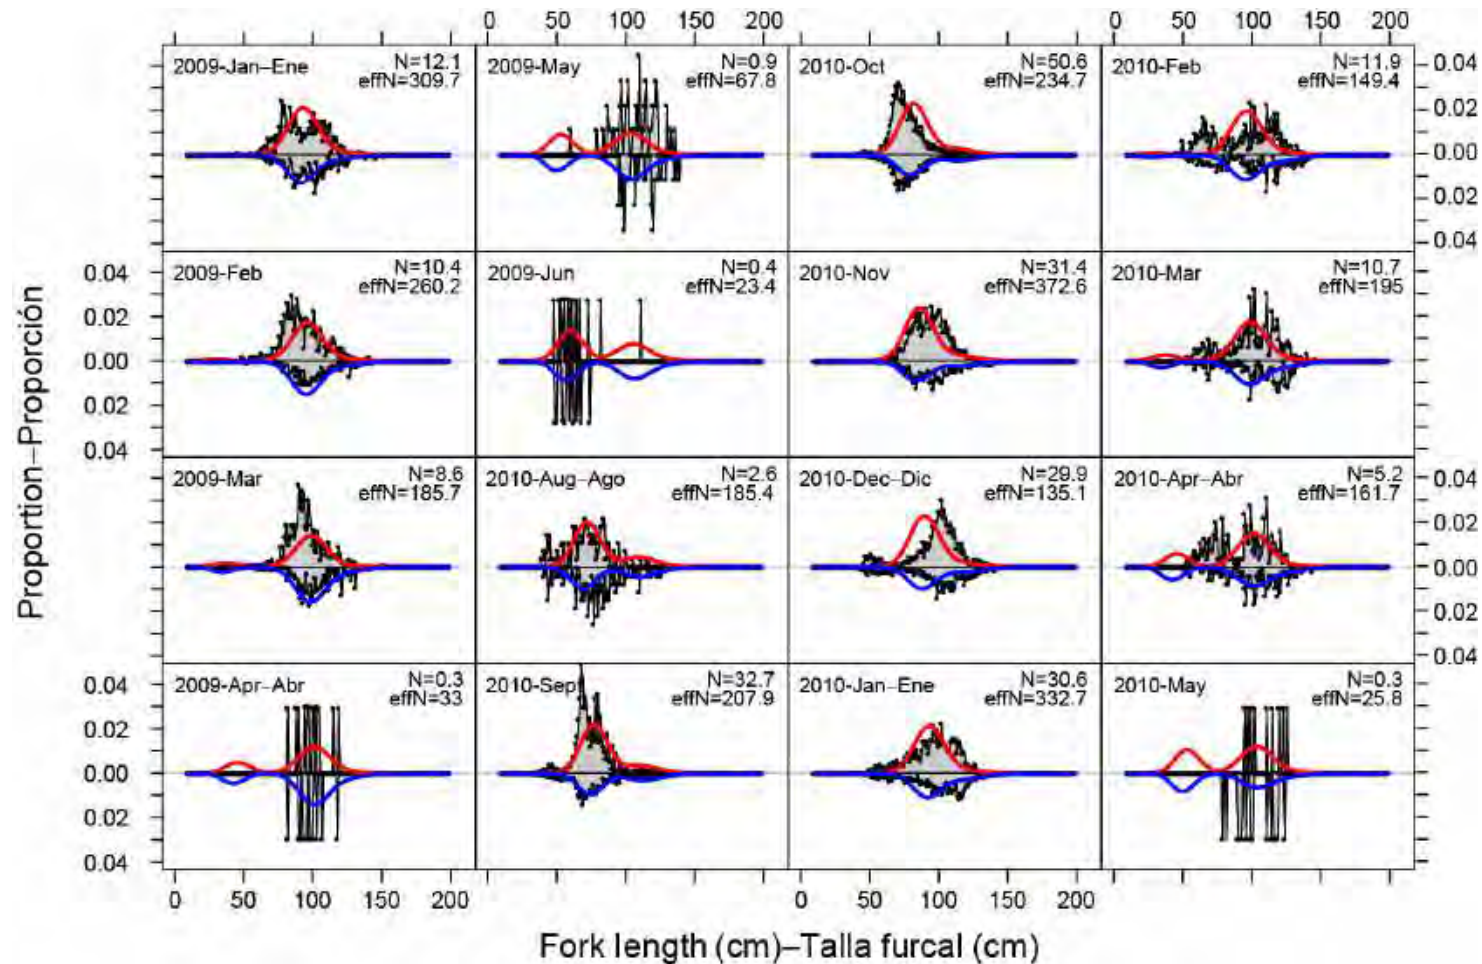 0 50 100 150 200 0 50 100 150 200
2009-Jan-Ene N=12.1 effN=309.7
2009-May N=0.9 effN=67.8
2010-Oct N=50.6 effN=234.7
2010-Feb N=11.9 effN=149.4
0.04
0.02
0.00
0.02
0.04
0.04
0.02
0.00
0.02
0.04
2009-Feb N=10.4 effN=260.2
2009-Jun N=0.4 effN=23.4
2010-Nov N=31.4 effN=372.6
2010-Mar N=10.7 effN=195
2009-Mar N=8.6 effN=185.7
2010-Aug-Ago N=2.6 effN=185.4
2010-Dec-Dic N=29.9 effN=135.1
2010-Apr-Abr N=5.2 effN=161.7
0.04
0.02
0.00
0.02
0.04
0.04
0.02
0.00
0.02
0.04
2009-Apr-Abr N=0.3 effN=33
2010-Sep N=32.7 effN=207.9
2010-Jan-Ene N=30.6 effN=332.7
2010-May N=0.3 effN=25.8
0 50 100 150 200 0 50 100 150 200
Proportion–Proporción
Fork length (cm)–Talla furcal (cm)